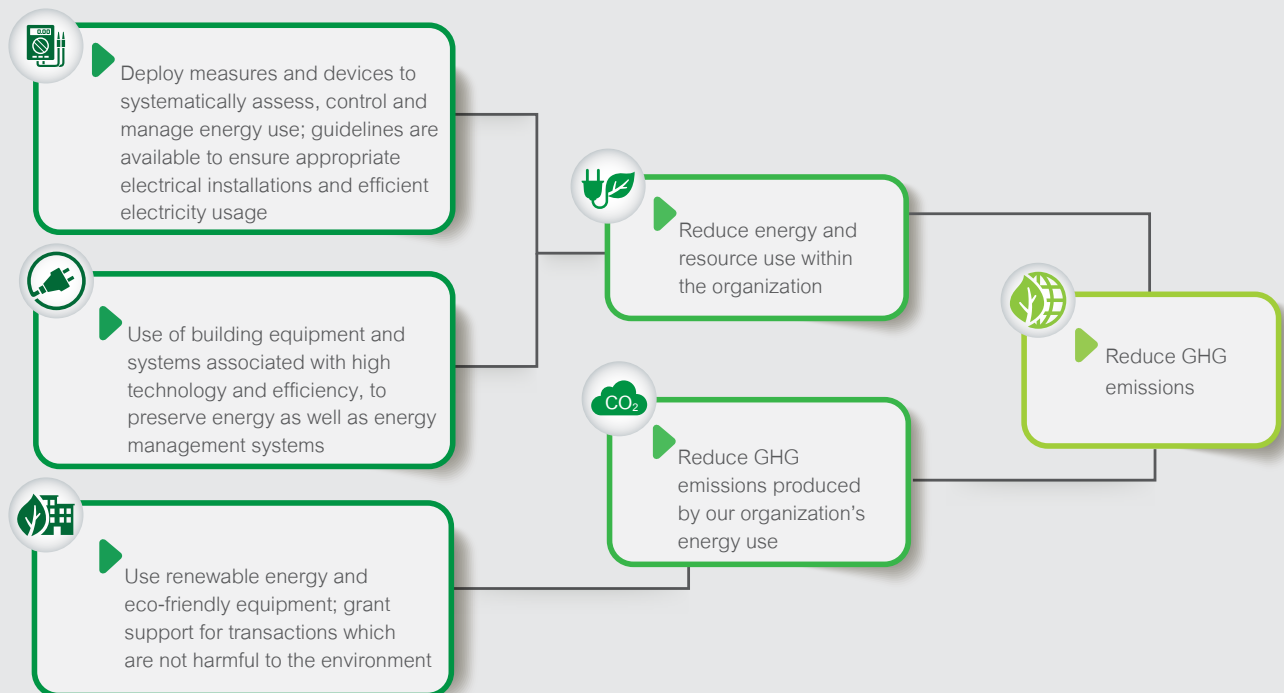 0.00
Deploy measures and devices to
systematically assess, control and
manage energy use; guidelines are
available to ensure appropriate
electrical installations and efficient
electricity usage
Use of building equipment and
systems associated with high
technology and efficiency, to
preserve energy as well as energy
management systems
Use renewable energy and
eco-friendly equipment; grant
support for transactions which
are not harmful to the environment
Reduce energy and
resource use within
the organization
CO₂
Reduce GHG
emissions produced
by our organization's
energy use
Reduce GHG
emissions